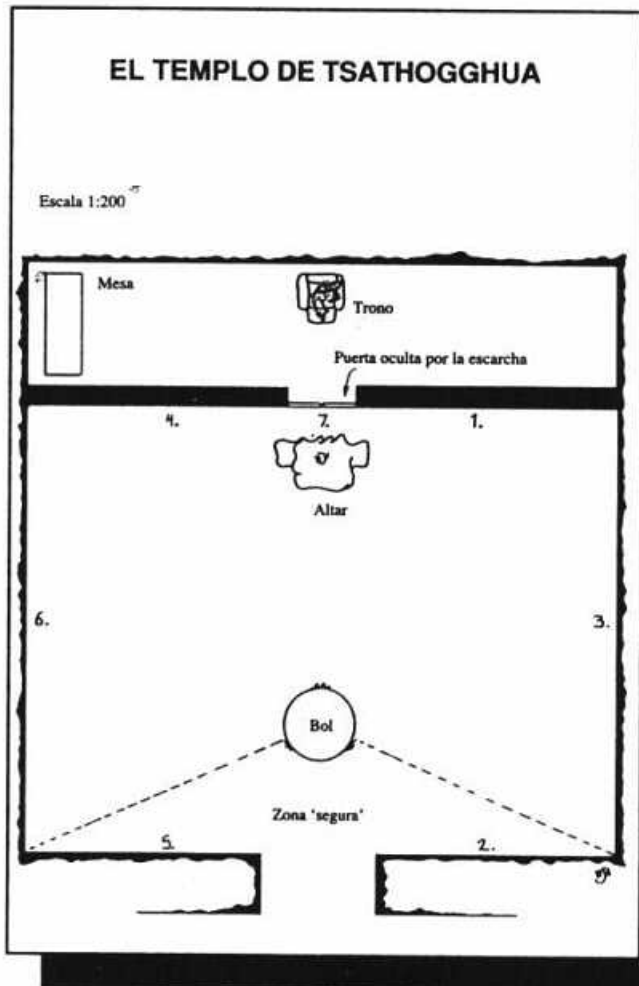 EL TEMPLO DE TSATHOGGHUA
Escala 1:200
Mesa
Trono
Puerta oculta por la escarcha
4.
7.
1.
Altar
6.
3.
Bol
Zona 'segura'
5.
2.